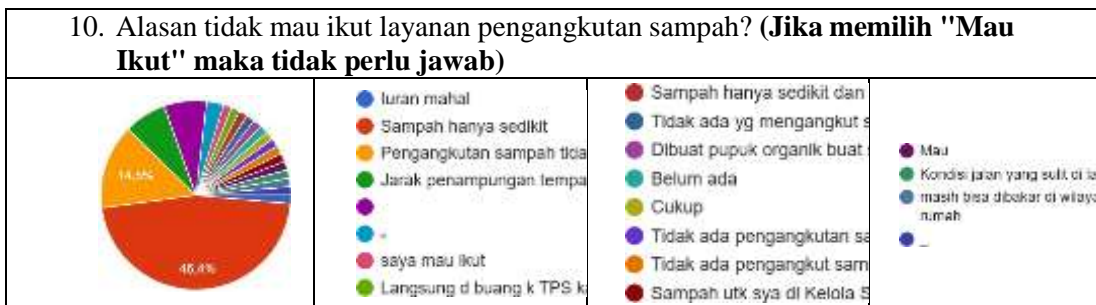 10. Alasan tidak mau ikut layanan pengangkutan sampah? (Jika memilih "Mau
Ikut" maka tidak perlu jawab)
14,5%
46,4%
Iuran mahal
Sampah hanya sedikit
Pengangkutan sampah tida
Jarak penampungan tempa
-
saya mau ikut
Langsung d buang k TPS k
Sampah hanya sedikit dan
Tidak ada yg mengangkut s
Dibuat pupuk organik buat
Belum ada
Cukup
Tidak ada pengangkutan sa
Tidak ada pengangkut sam
Sampah utk sya di Kelola S
Mau
Kondisi jalan yang sulit di la
masih bisa dibakar di wilaya
rumah
_